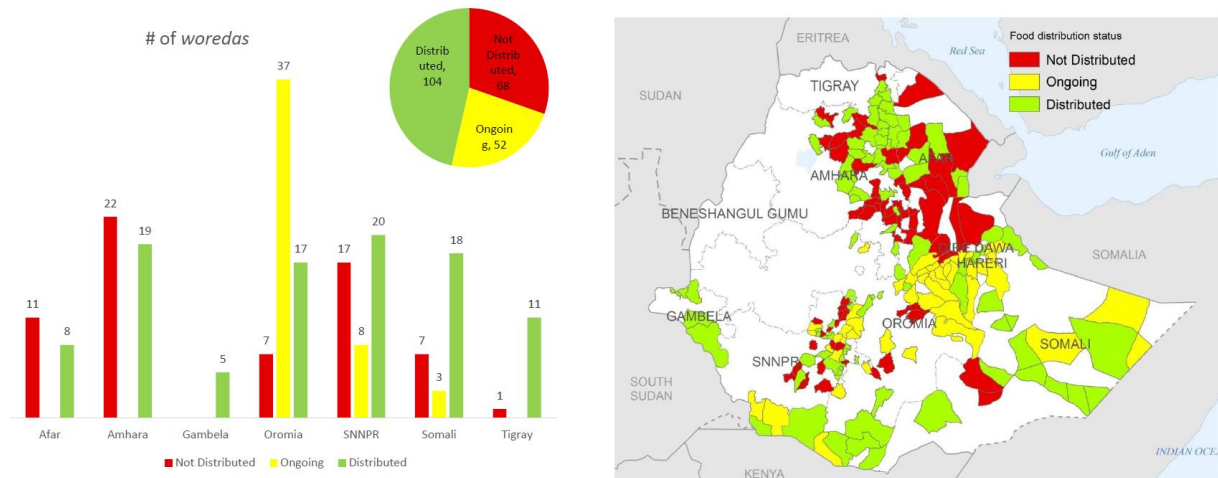 # of woredas
Distrib
uted,
104
Not
Distrib
uted,
68
Ongoin
g, 52
37
22
19
20
17
17
18
11
11
8
8
7
7
5
3
1
Afar
Amhara
Gambela
Oromia
SNNPR
Somali
Tigray
Not Distributed
Ongoing
Distributed
Food distribution status
Not Distributed
Ongoing
Distributed
ERITREA
Red Sea
SUDAN
TIGRAY
Gulf of Aden
AFAR
AMHARA
BENESHANGUL GUMU
DIRE DAWA
HARERI
SOMALIA
GAMBELA
OROMIA
SOMALI
SNNPR
SOUTH
SUDAN
KENYA
INDIAN OCE